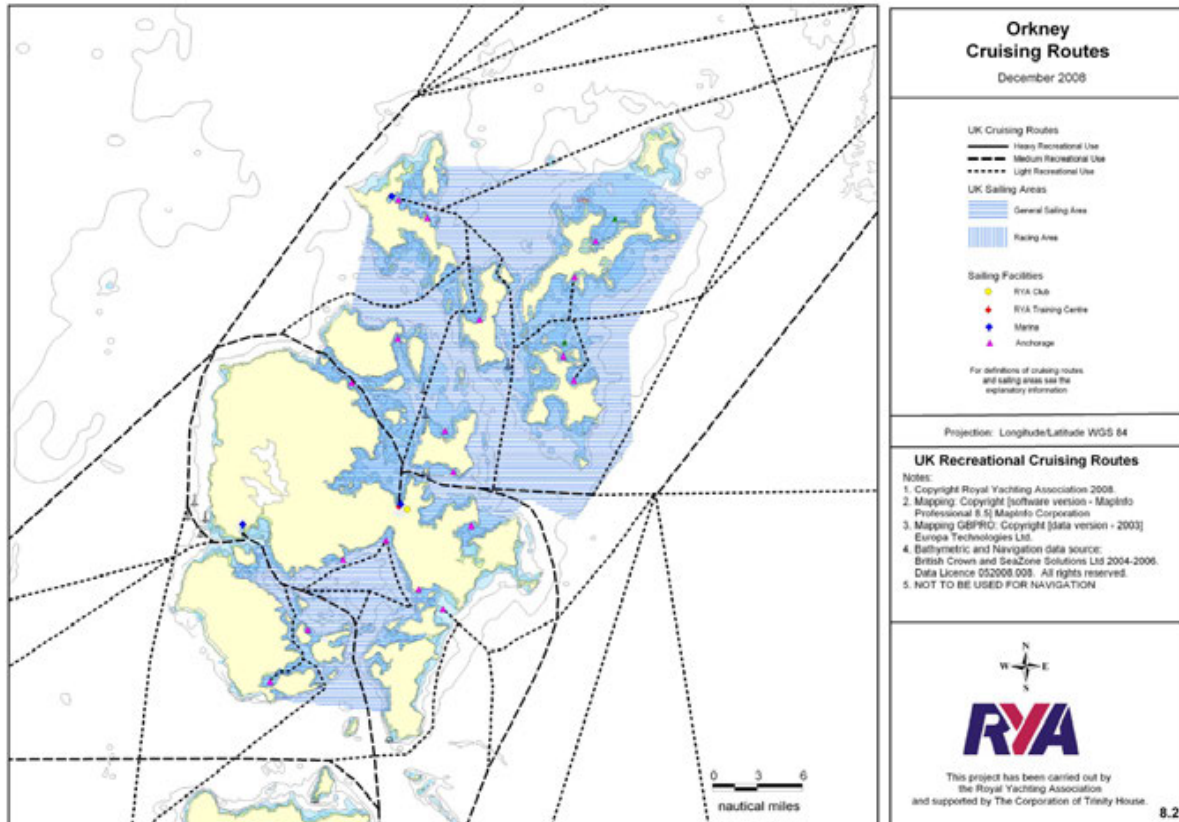 Orkney
Cruising Routes
December 2008
UK Cruising Routes
Heavy Recreational Use
Medium Recreational Use
Light Recreational Use
UK Sailing Areas
General Sailing Area
Racing Area
Sailing Facilities
RYA Club
RYA Training Centre
Marina
Anchorage
For definitions of cruising routes
and sailing areas see the
explanatory information
Projection: Longitude/Latitude WGS 84
UK Recreational Cruising Routes
Notes:
1. Copyright Royal Yachting Association 2008.
2. Mapping: Copyright [software version - MapInfo
Professional 8.5] MapInfo Corporation
3. Mapping GBPRO: Copyright [data version - 2003]
Europa Technologies Ltd.
4. Bathymetric and Navigation data source:
British Crown and SeaZone Solutions Ltd 2004-2006.
Data Licence 052008.008. All rights reserved.
5. NOT TO BE USED FOR NAVIGATION
N
W E
S
RYA
This project has been carried out by
the Royal Yachting Association
and supported by The Corporation of Trinity House.
8.2
0 3 6
nautical miles